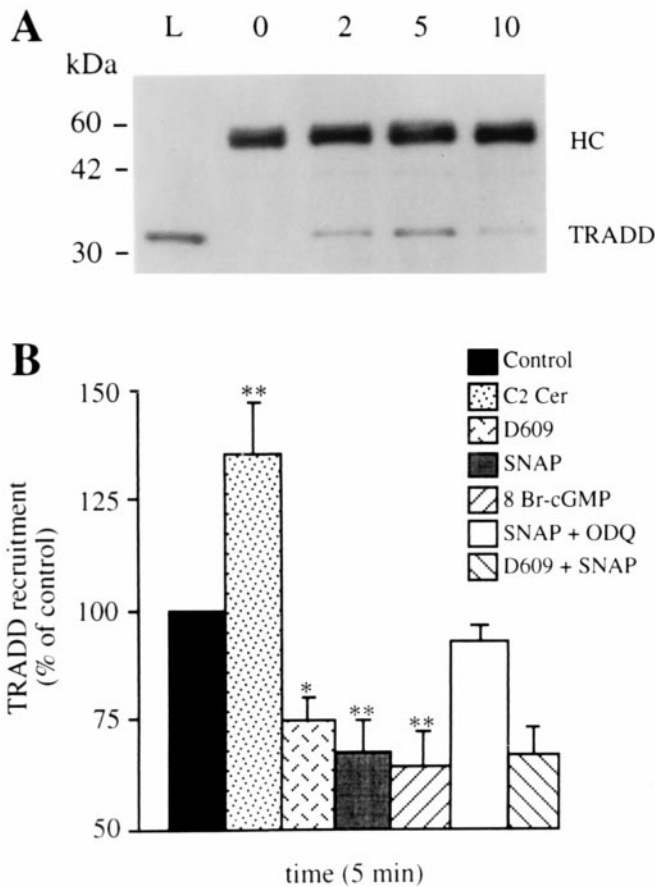 A
L 0 2 5 10
kDa
60
HC
42
TRADD
30
B
Control
C2 Cer
D609
SNAP
8 Br-cGMP
SNAP + ODQ
D609 + SNAP
150
125
100
75
50
**
*
**
**
TRADD recruitment
(% of control)
time (5 min)